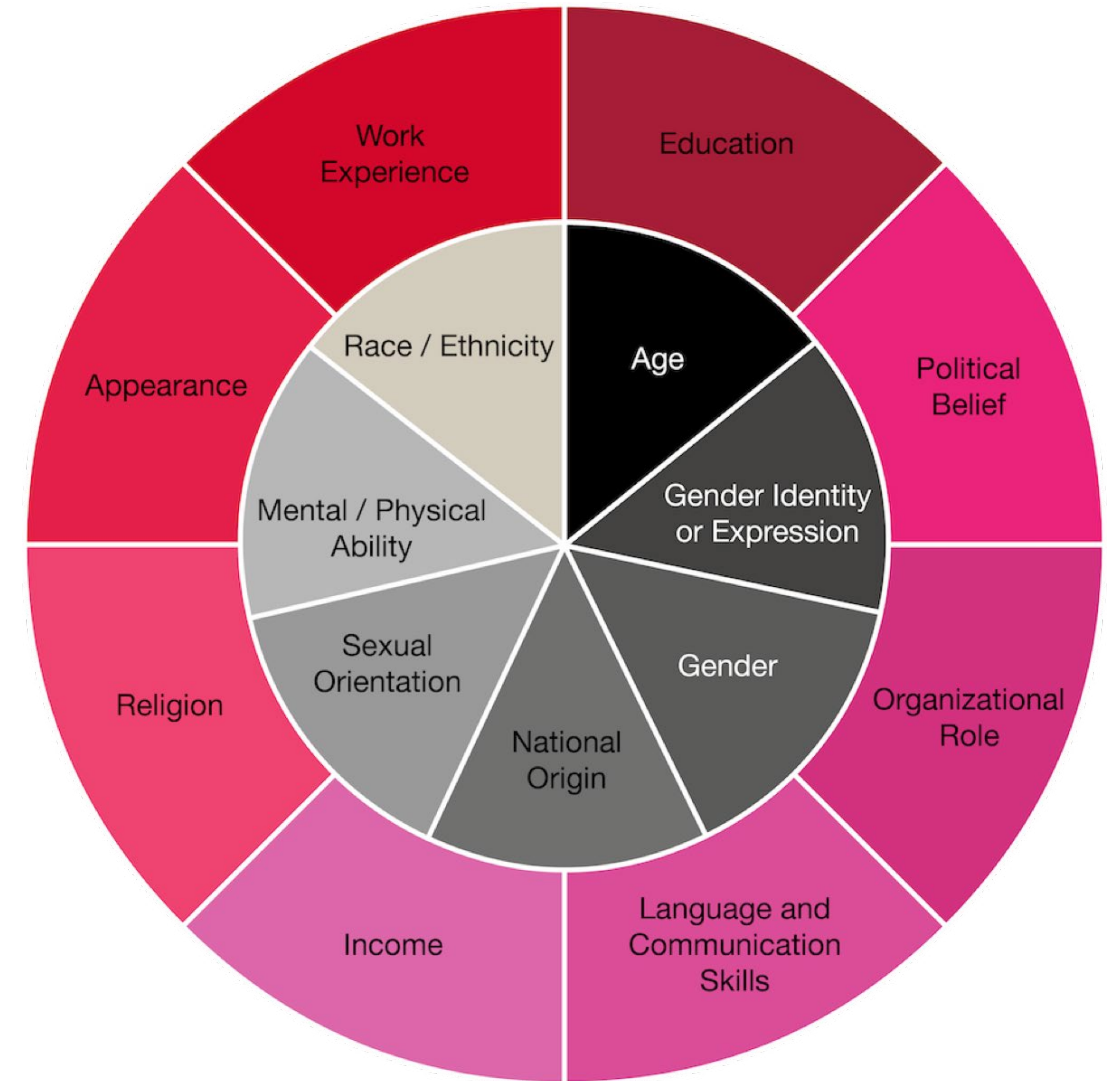 Work
Experience
Education
Political
Belief
Organizational
Role
Language and
Communication
Skills
Income
Religion
Appearance
Race / Ethnicity
Age
Gender Identity
or Expression
Gender
National
Origin
Sexual
Orientation
Mental / Physical
Ability